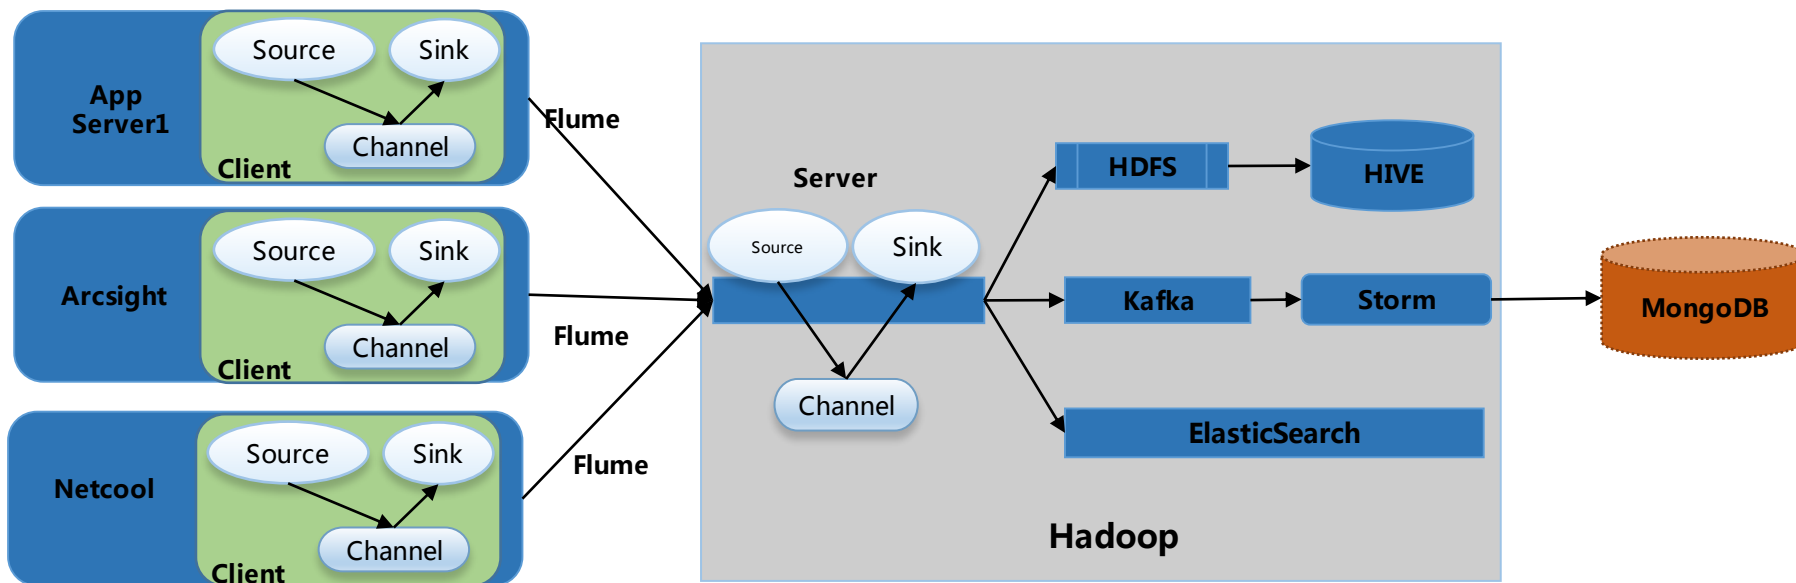 Source
Sink
App
Server1
Channel
Client
Flume
Source
Sink
Arcsight
Channel
Client
Flume
Source
Sink
Netcool
Channel
Client
Flume
Server
Source
Sink
Channel
HDFS
HIVE
Kafka
Storm
MongoDB
ElasticSearch
Hadoop